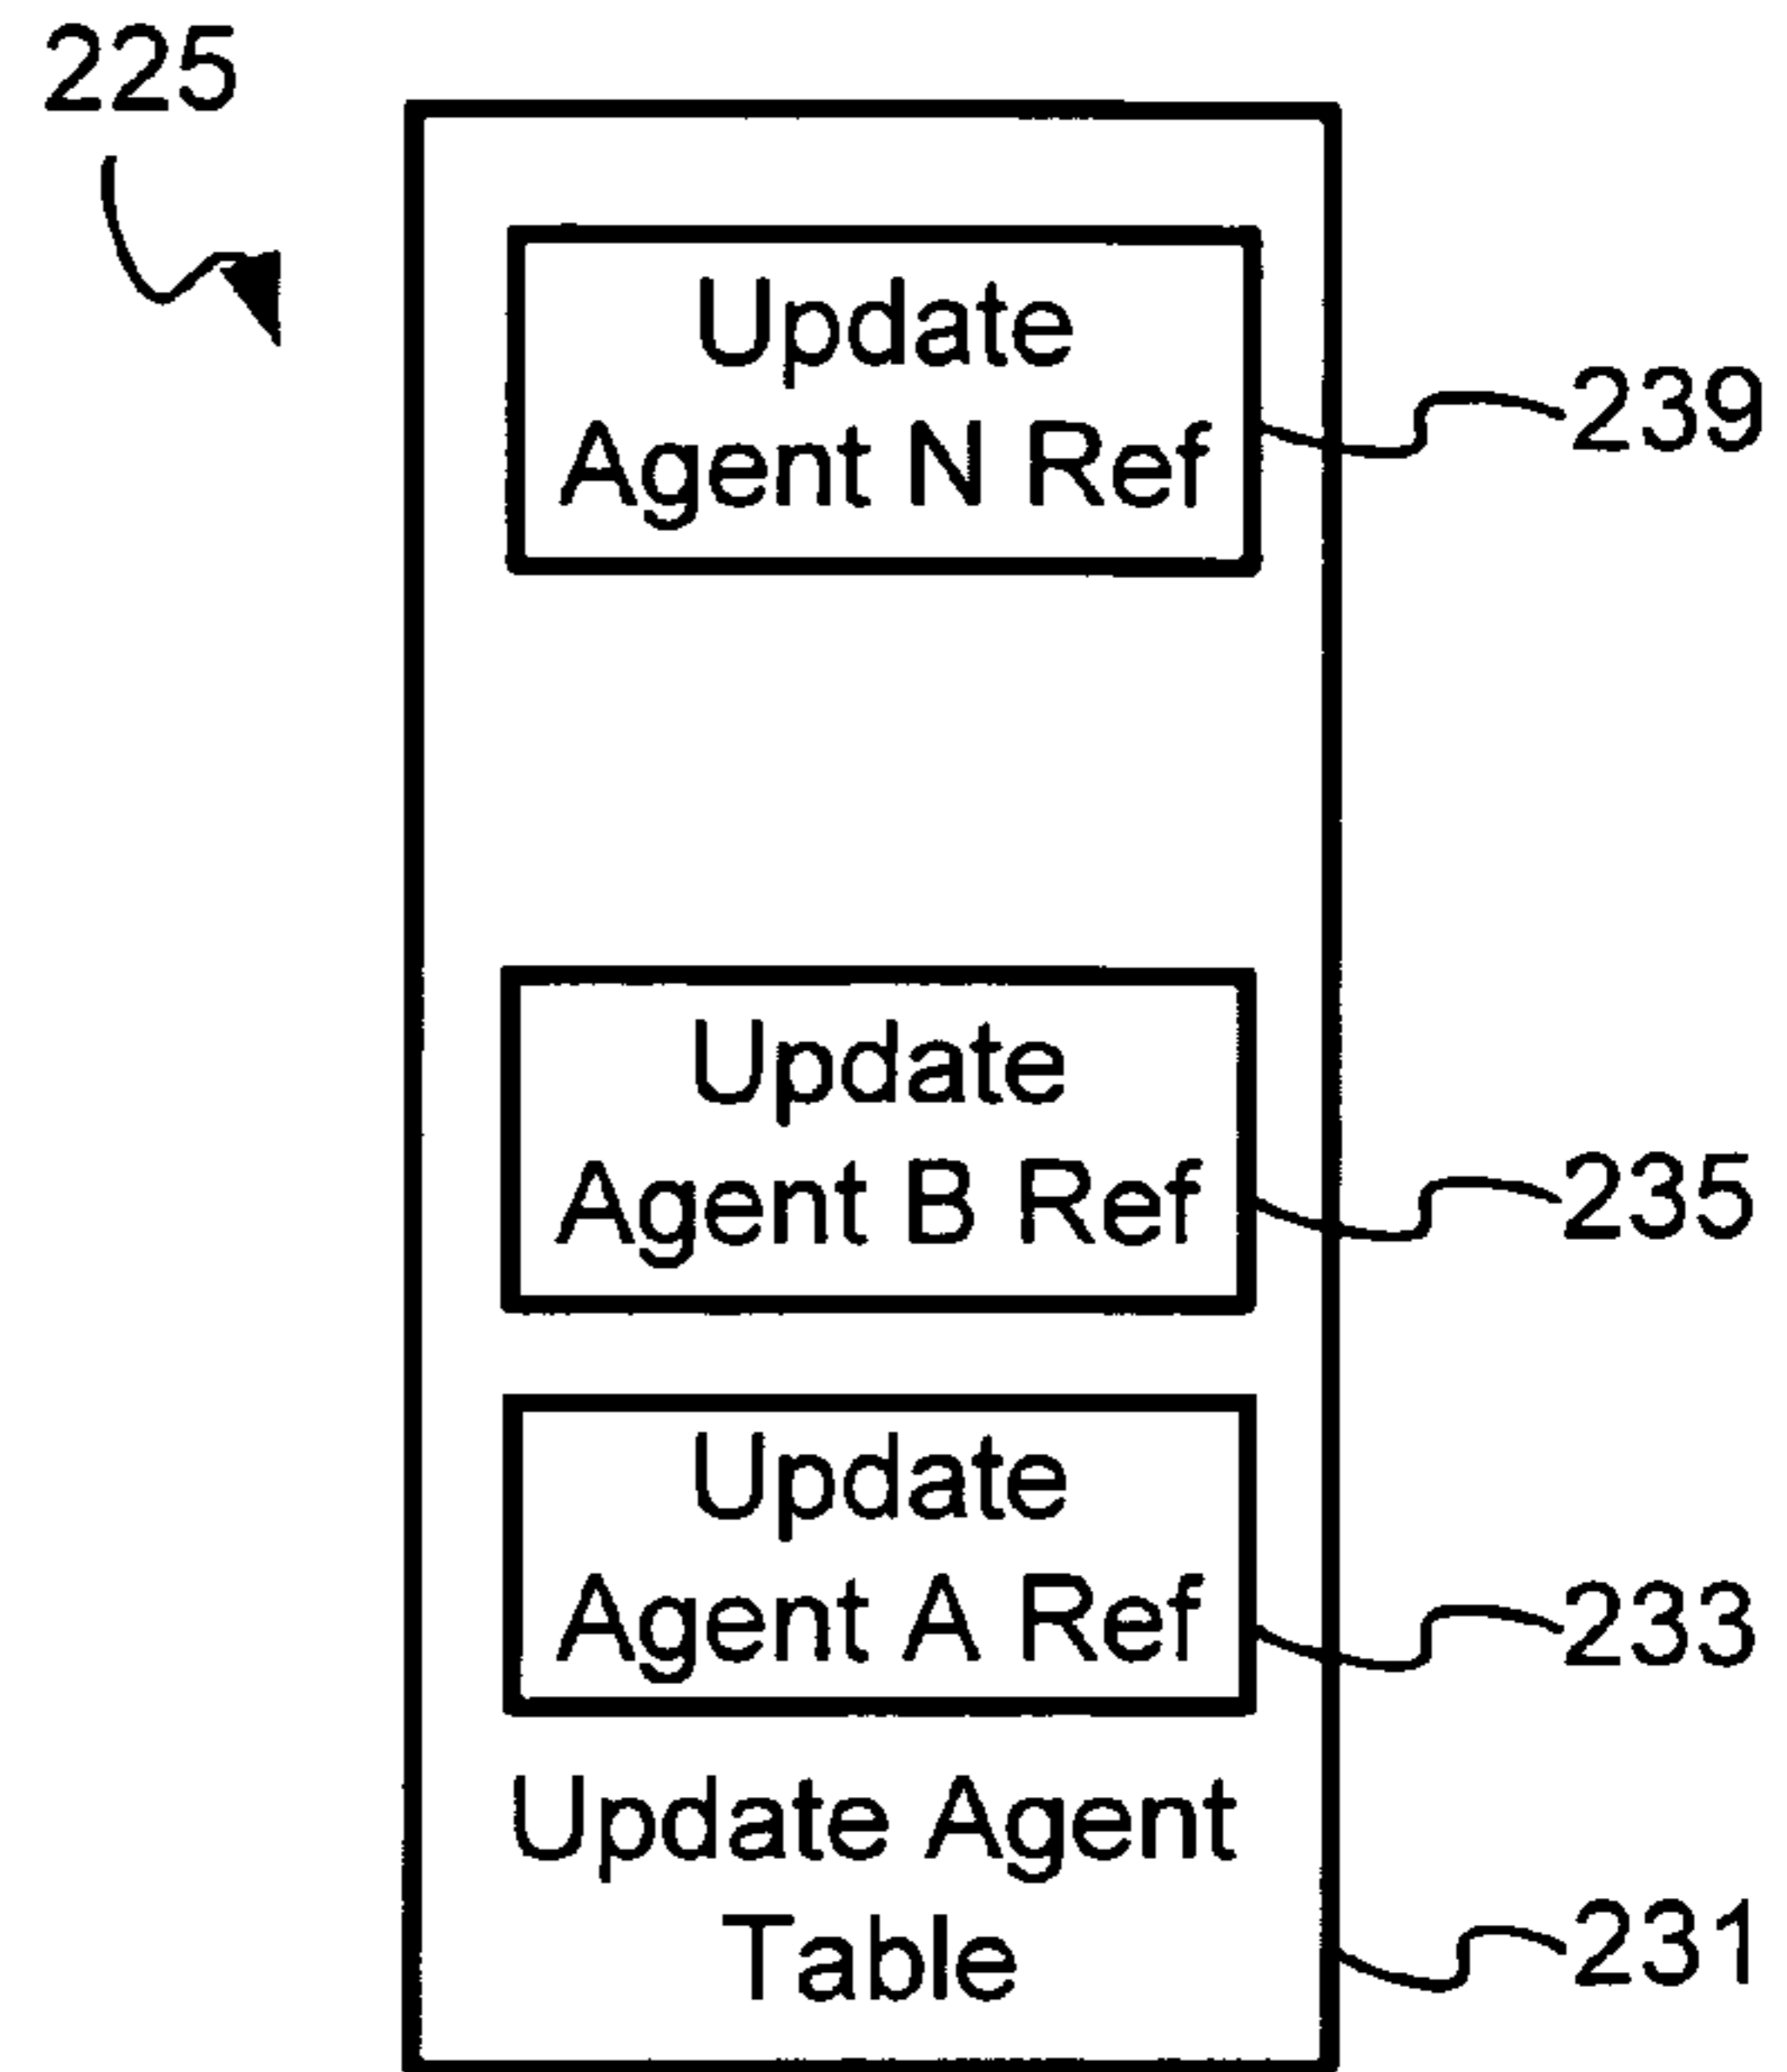 225
Update
Agent N Ref
239
Update
Agent B Ref
235
Update
Agent A Ref
233
Update Agent
Table
231